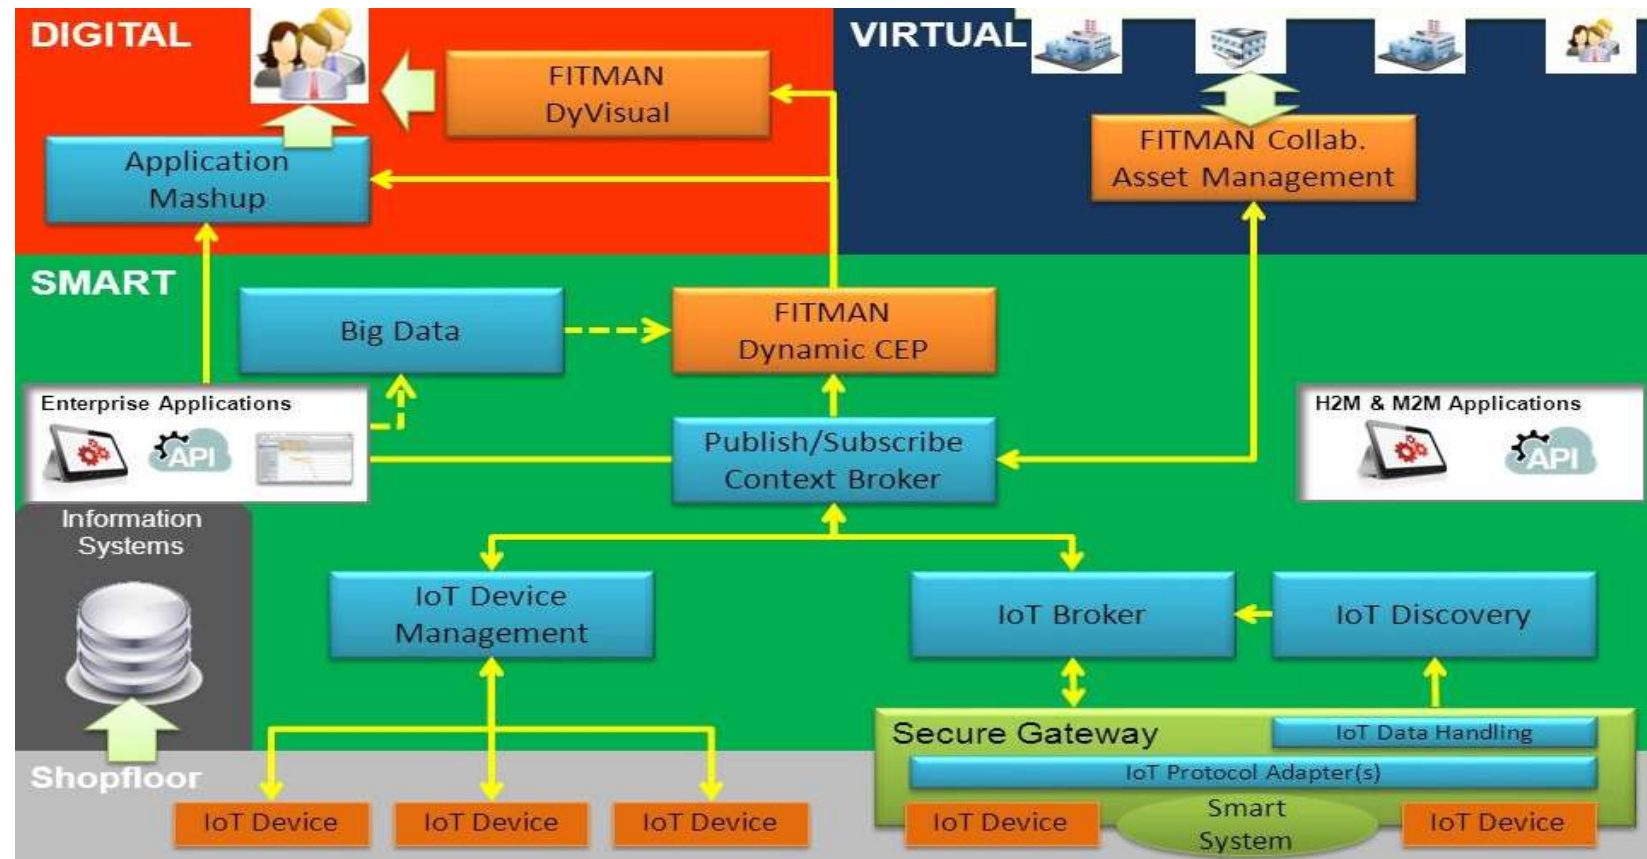 DIGITAL
VIRTUAL
FITMAN
DyVisual
Application
Mashup
FITMAN Collab.
Asset Management
SMART
Big Data
FITMAN
Dynamic CEP
Enterprise Applications
API
H2M & M2M Applications
API
Publish/Subscribe
Context Broker
Information
Systems
IoT Device
Management
IoT Broker
IoT Discovery
Secure Gateway
IoT Data Handling
IoT Protocol Adapter(s)
Shopfloor
IoT Device
IoT Device
IoT Device
IoT Device
Smart
System
IoT Device